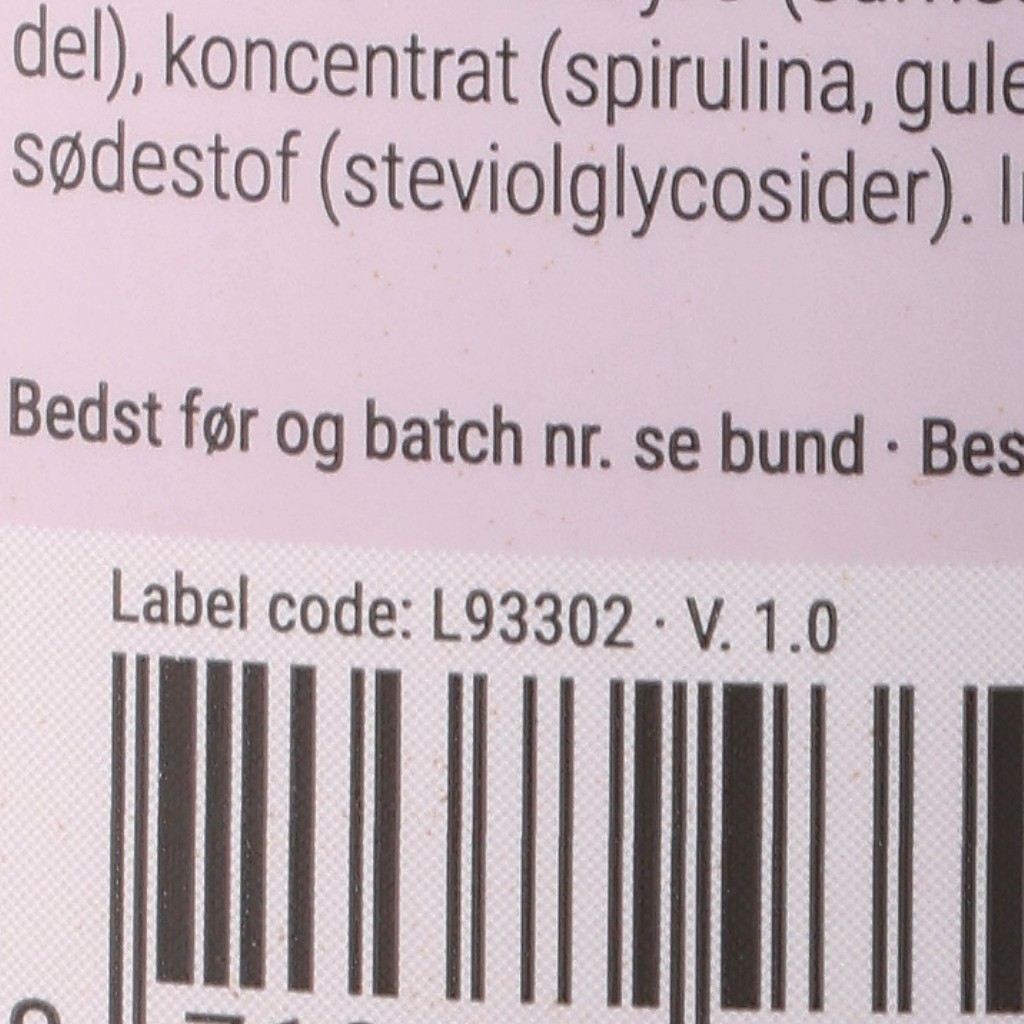 del), koncentrat (spirulina, gule
sødestof (steviolglycosider). I
Bedst før og batch nr. se bund · Bes
Label code: L93302 · V. 1.0